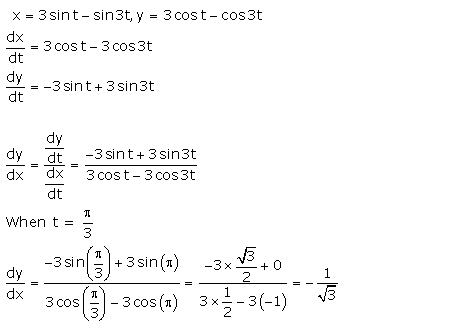 x = 3 sin t – sin3t, y = 3 cos t – cos3t
dx/dt = 3 cos t – 3 cos3t
dy/dt = –3 sin t + 3 sin3t
dy/dx = (dy/dt)/(dx/dt) = (–3 sin t + 3 sin3t)/(3 cos t – 3 cos3t)
When t = π/3
dy/dx = (–3 sin(π/3) + 3 sin(π))/(3 cos(π/3) – 3 cos(π)) = (–3 × √3/2 + 0)/(3 × 1/2 – 3(–1)) = – 1/√3